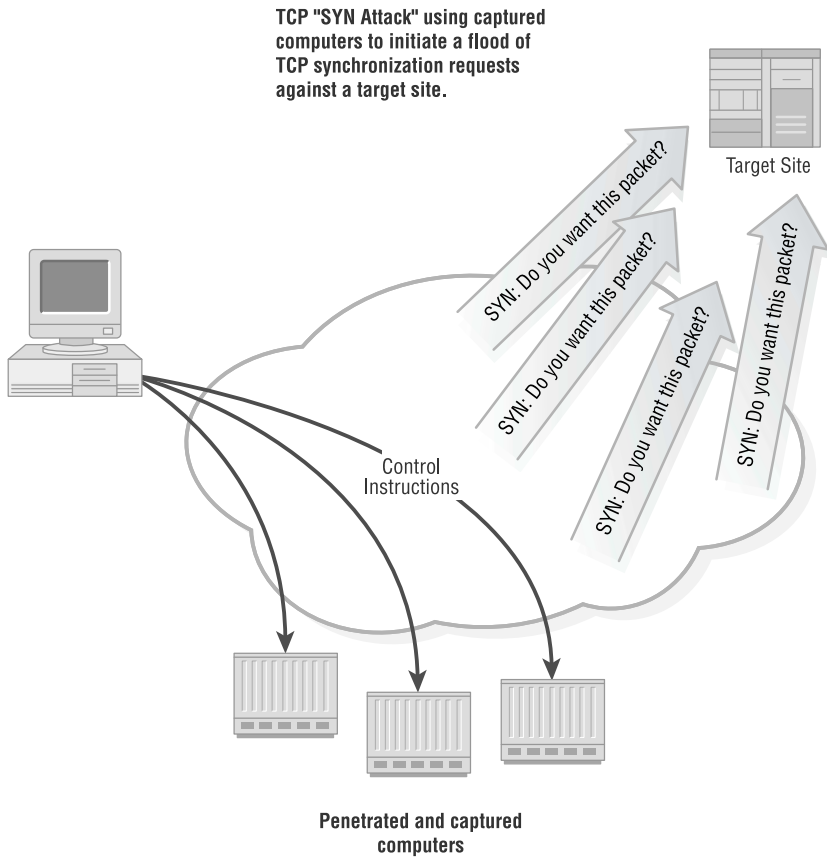 TCP "SYN Attack" using captured
computers to initiate a flood of
TCP synchronization requests
against a target site.
Target Site
SYN: Do you want this packet?
SYN: Do you want this packet?
SYN: Do you want this packet?
SYN: Do you want this packet?
Control
Instructions
Penetrated and captured
computers